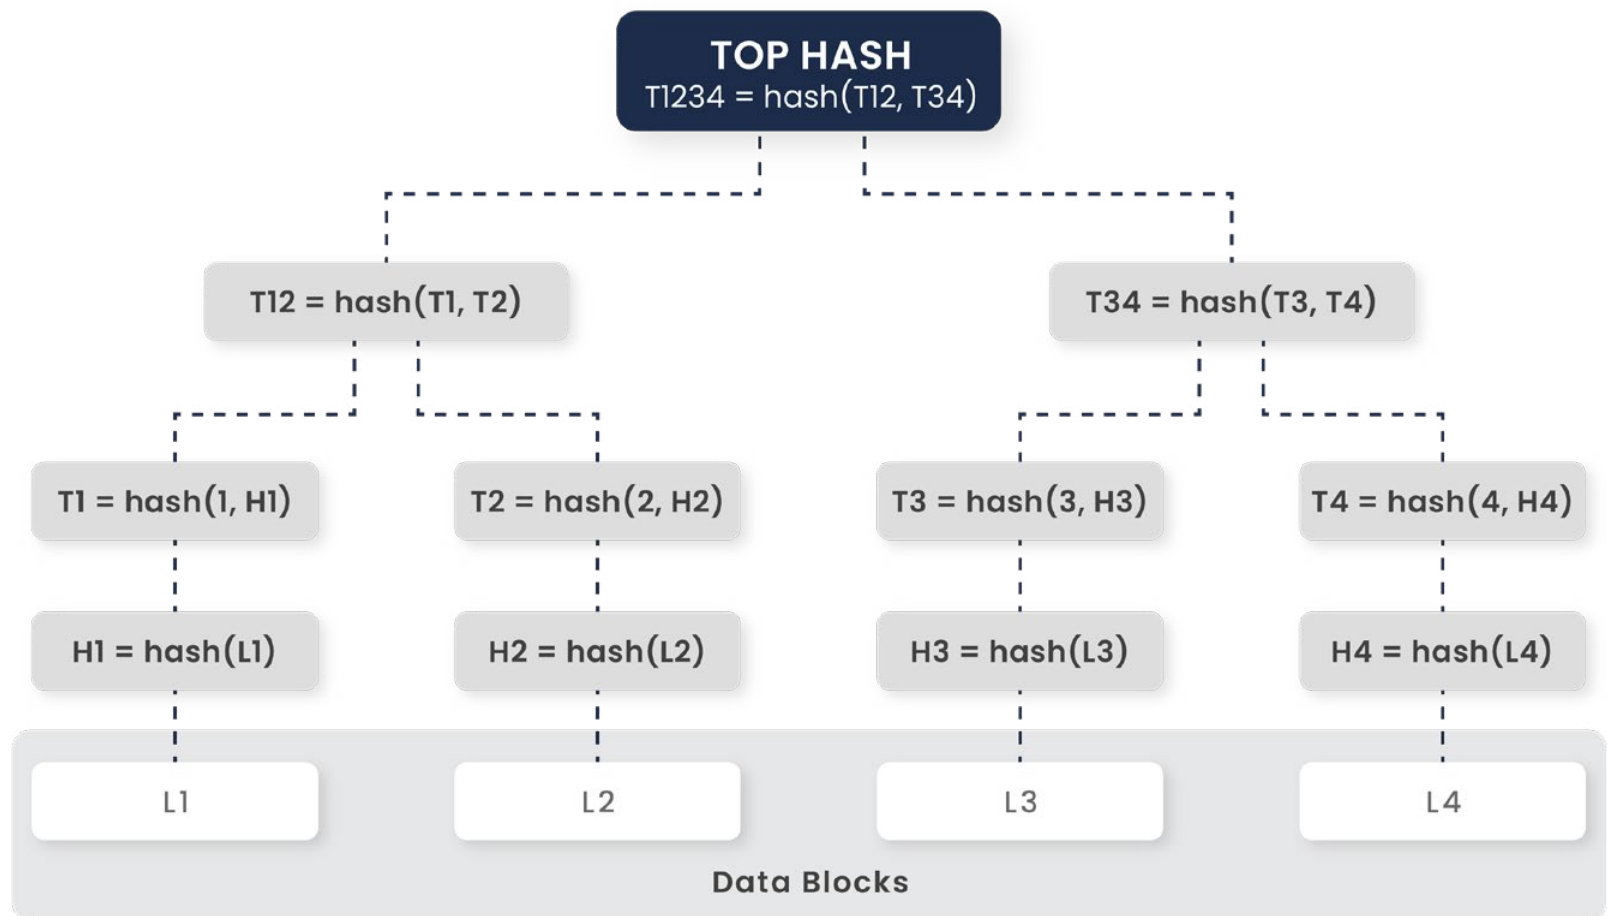 TOP HASH
T1234 = hash(T12, T34)
T12 = hash(T1, T2)
T34 = hash(T3, T4)
T1 = hash(1, H1)
T2 = hash(2, H2)
T3 = hash(3, H3)
T4 = hash(4, H4)
H1 = hash(L1)
H2 = hash(L2)
H3 = hash(L3)
H4 = hash(L4)
L1
L2
L3
L4
Data Blocks